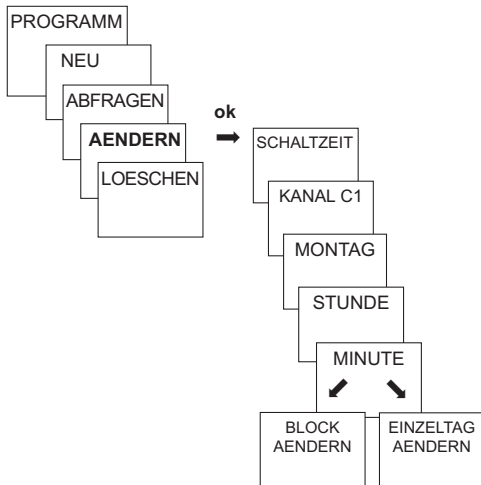 PROGRAMM
NEU
ABFRAGEN
AENDERN
LOESCHEN
ok
SCHALTZEIT
KANAL C1
MONTAG
STUNDE
MINUTE
BLOCK
AENDERN
EINZELTAG
AENDERN